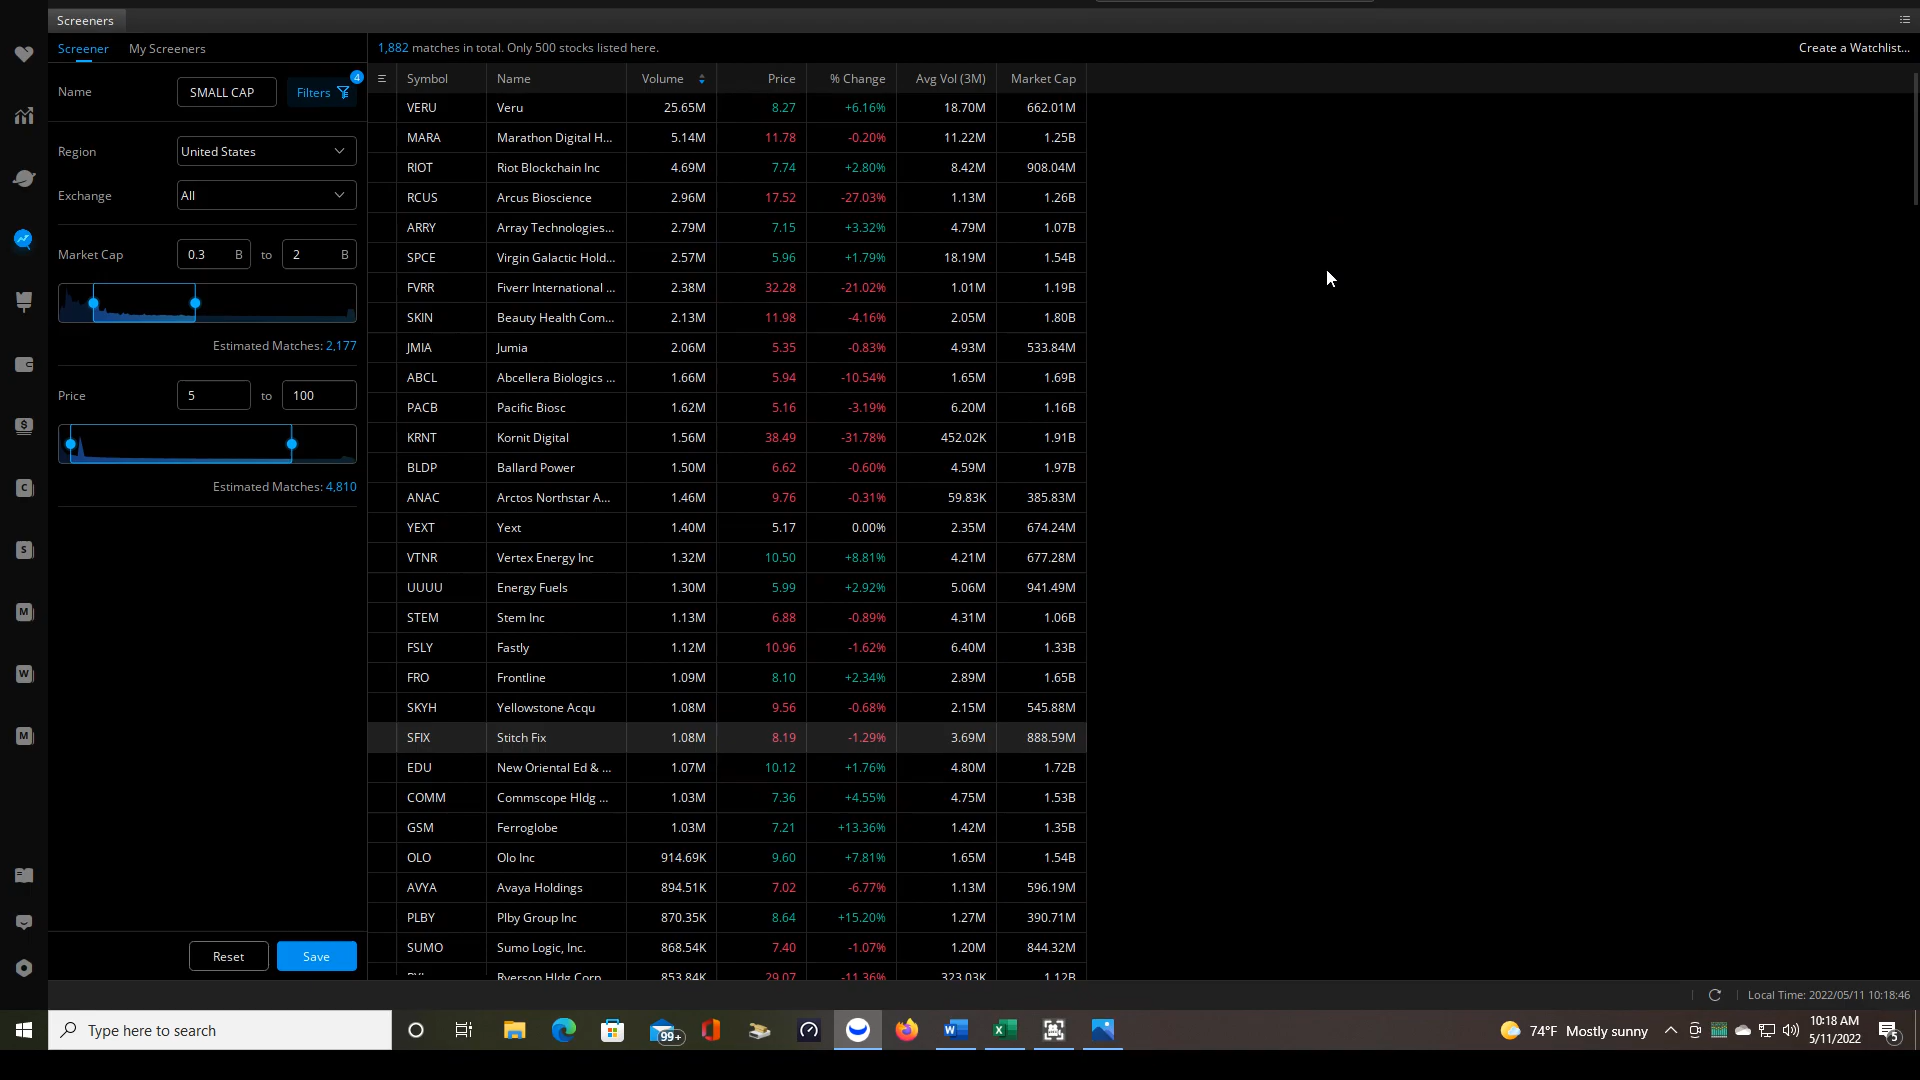 Screeners
Screener My Screeners
1,882 matches in total. Only 500 stocks listed here.
Create a Watchlist...
Name SMALL CAP Filters 4
Region United States
Exchange All
Market Cap 0.3 B to 2 B
Estimated Matches: 2,177
Price 5 to 100
Estimated Matches: 4,810
Reset Save
Symbol Name Volume Price % Change Avg Vol (3M) Market Cap
VERU Veru 25.65M 8.27 +6.16% 18.70M 662.01M
MARA Marathon Digital H... 5.14M 11.78 -0.20% 11.22M 1.25B
RIOT Riot Blockchain Inc 4.69M 7.74 +2.80% 8.42M 908.04M
RCUS Arcus Bioscience 2.96M 17.52 -27.03% 1.13M 1.26B
ARRY Array Technologies... 2.79M 7.15 +3.32% 4.79M 1.07B
SPCE Virgin Galactic Hold... 2.57M 5.96 +1.79% 18.19M 1.54B
FVRR Fiverr International ... 2.38M 32.28 -21.02% 1.01M 1.19B
SKIN Beauty Health Com... 2.13M 11.98 -4.16% 2.05M 1.80B
JMIA Jumia 2.06M 5.35 -0.83% 4.93M 533.84M
ABCL Abcellera Biologics ... 1.66M 5.94 -10.54% 1.65M 1.69B
PACB Pacific Biosc 1.62M 5.16 -3.19% 6.20M 1.16B
KRNT Kornit Digital 1.56M 38.49 -31.78% 452.02K 1.91B
BLDP Ballard Power 1.50M 6.62 -0.60% 4.59M 1.97B
ANAC Arctos Northstar A... 1.46M 9.76 -0.31% 59.83K 385.83M
YEXT Yext 1.40M 5.17 0.00% 2.35M 674.24M
VTNR Vertex Energy Inc 1.32M 10.50 +8.81% 4.21M 677.28M
UUUU Energy Fuels 1.30M 5.99 +2.92% 5.06M 941.49M
STEM Stem Inc 1.13M 6.88 -0.89% 4.31M 1.06B
FSLY Fastly 1.12M 10.96 -1.62% 6.40M 1.33B
FRO Frontline 1.09M 8.10 +2.34% 2.89M 1.65B
SKYH Yellowstone Acqu 1.08M 9.56 -0.68% 2.15M 545.88M
SFIX Stitch Fix 1.08M 8.19 -1.29% 3.69M 888.59M
EDU New Oriental Ed & ... 1.07M 10.12 +1.76% 4.80M 1.72B
COMM Commscope Hldg ... 1.03M 7.36 +4.55% 4.75M 1.53B
GSM Ferroglobe 1.03M 7.21 +13.36% 1.42M 1.35B
OLO Olo Inc 914.69K 9.60 +7.81% 1.65M 1.54B
AVYA Avaya Holdings 894.51K 7.02 -6.77% 1.13M 596.19M
PLBY Plby Group Inc 870.35K 8.64 +15.20% 1.27M 390.71M
SUMO Sumo Logic, Inc. 868.54K 7.40 -1.07% 1.20M 844.32M
Ryerson Hldg Corp 853.84K 29.07 -11.36% 323.03K 1.12B
C
S
M
W
M
Local Time: 2022/05/11 10:18:46
Type here to search
99+
74°F Mostly sunny
10:18 AM
5/11/2022
5